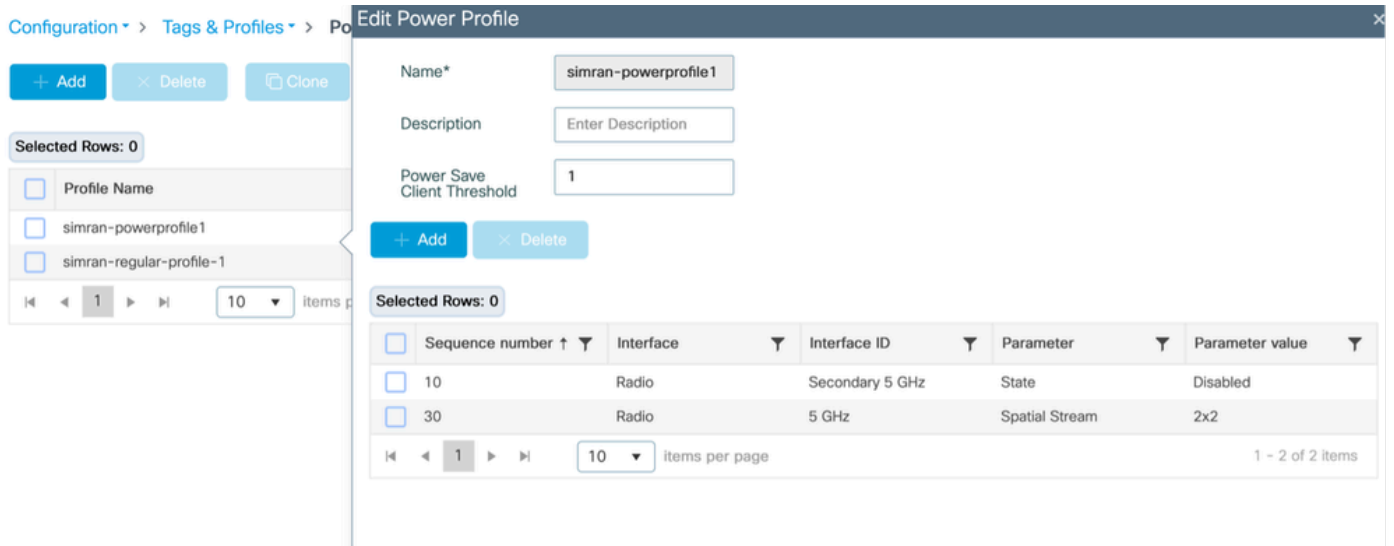 Configuration > Tags & Profiles > Po
+ Add × Delete Clone
Selected Rows: 0
Profile Name
simran-powerprofile1
simran-regular-profile-1
1 10 items p
Edit Power Profile ×
Name* simran-powerprofile1
Description Enter Description
Power Save
Client Threshold 1
+ Add × Delete
Selected Rows: 0
Sequence number ↑ Interface Interface ID Parameter Parameter value
10 Radio Secondary 5 GHz State Disabled
30 Radio 5 GHz Spatial Stream 2x2
1 10 items per page 1 - 2 of 2 items